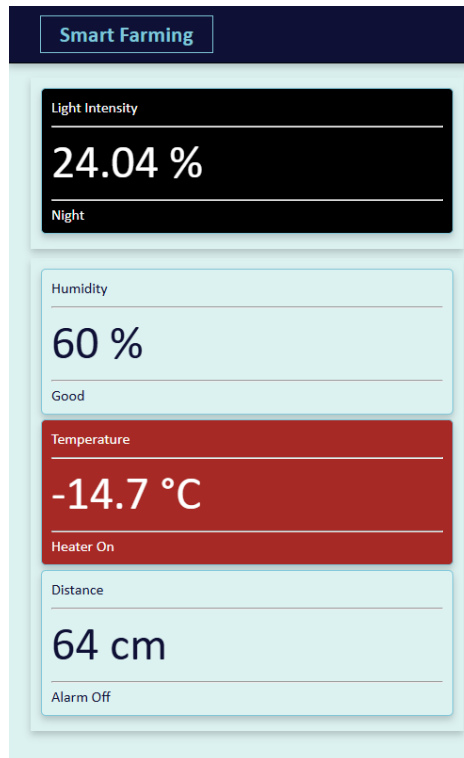 Smart Farming
Light Intensity
24.04 %
Night
Humidity
60 %
Good
Temperature
-14.7 °C
Heater On
Distance
64 cm
Alarm Off